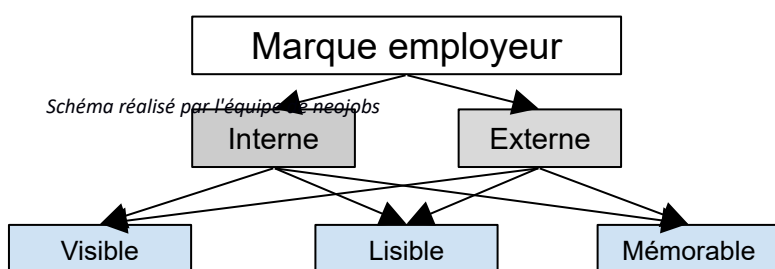 Marque employeur
Schéma réalisé par l'équipe de neojobs
Interne
Externe
Visible
Lisible
Mémorable